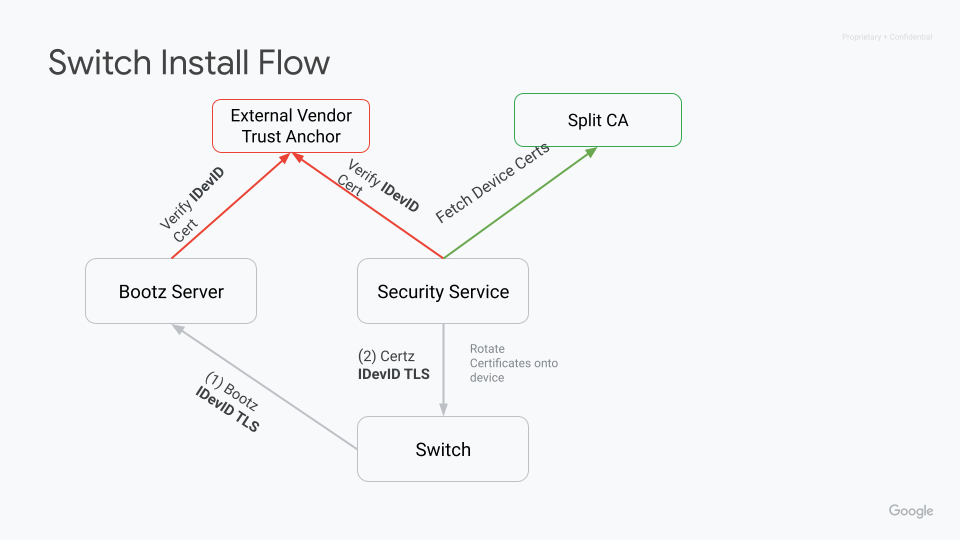 Proprietary + Confidential
Switch Install Flow
External Vendor
Trust Anchor
Split CA
Verify IDevID
Cert
Verify IDevID
Cert
Fetch Device Certs
Bootz Server
Security Service
(2) Certz
IDevID TLS
Rotate
Certificates onto
device
(1) Bootz
IDevID TLS
Switch
Google